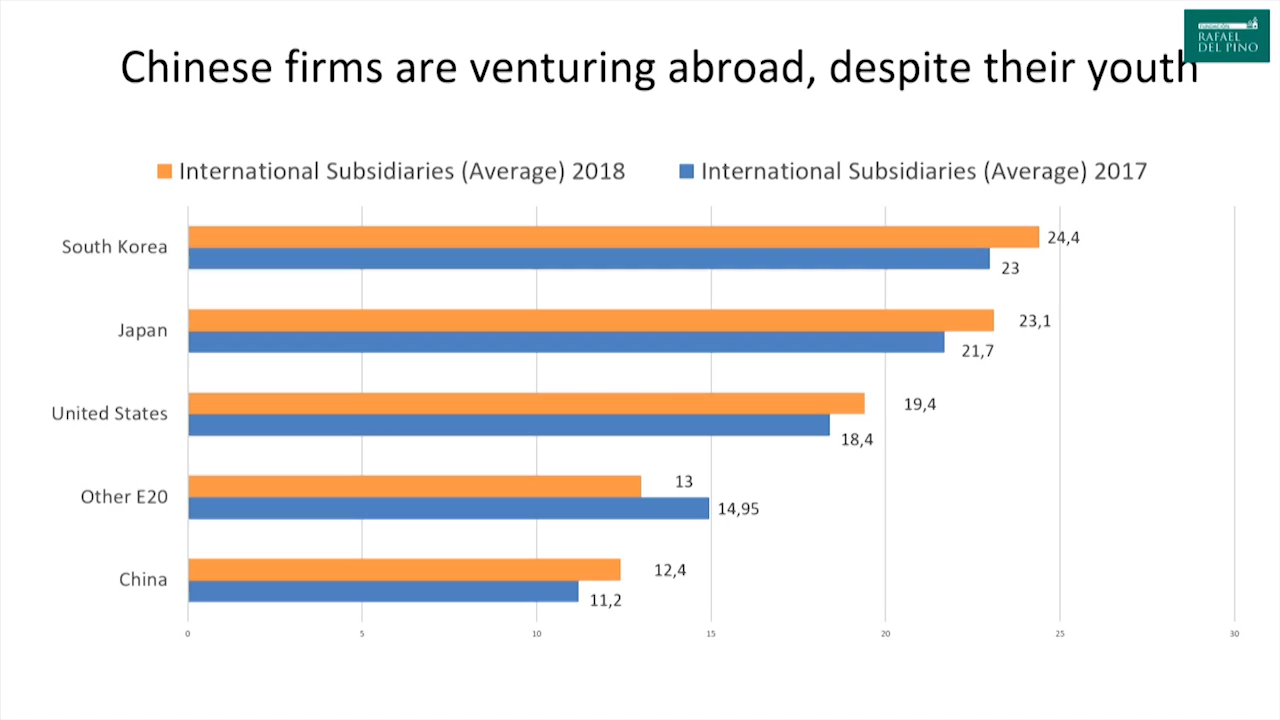 FUNDACIÓN
RAFAEL
DEL PINO
Chinese firms are venturing abroad, despite their youth
International Subsidiaries (Average) 2018
International Subsidiaries (Average) 2017
South Korea
24,4
23
Japan
23,1
21,7
United States
19,4
18,4
Other E20
13
14,95
China
12,4
11,2
0 5 10 15 20 25 30